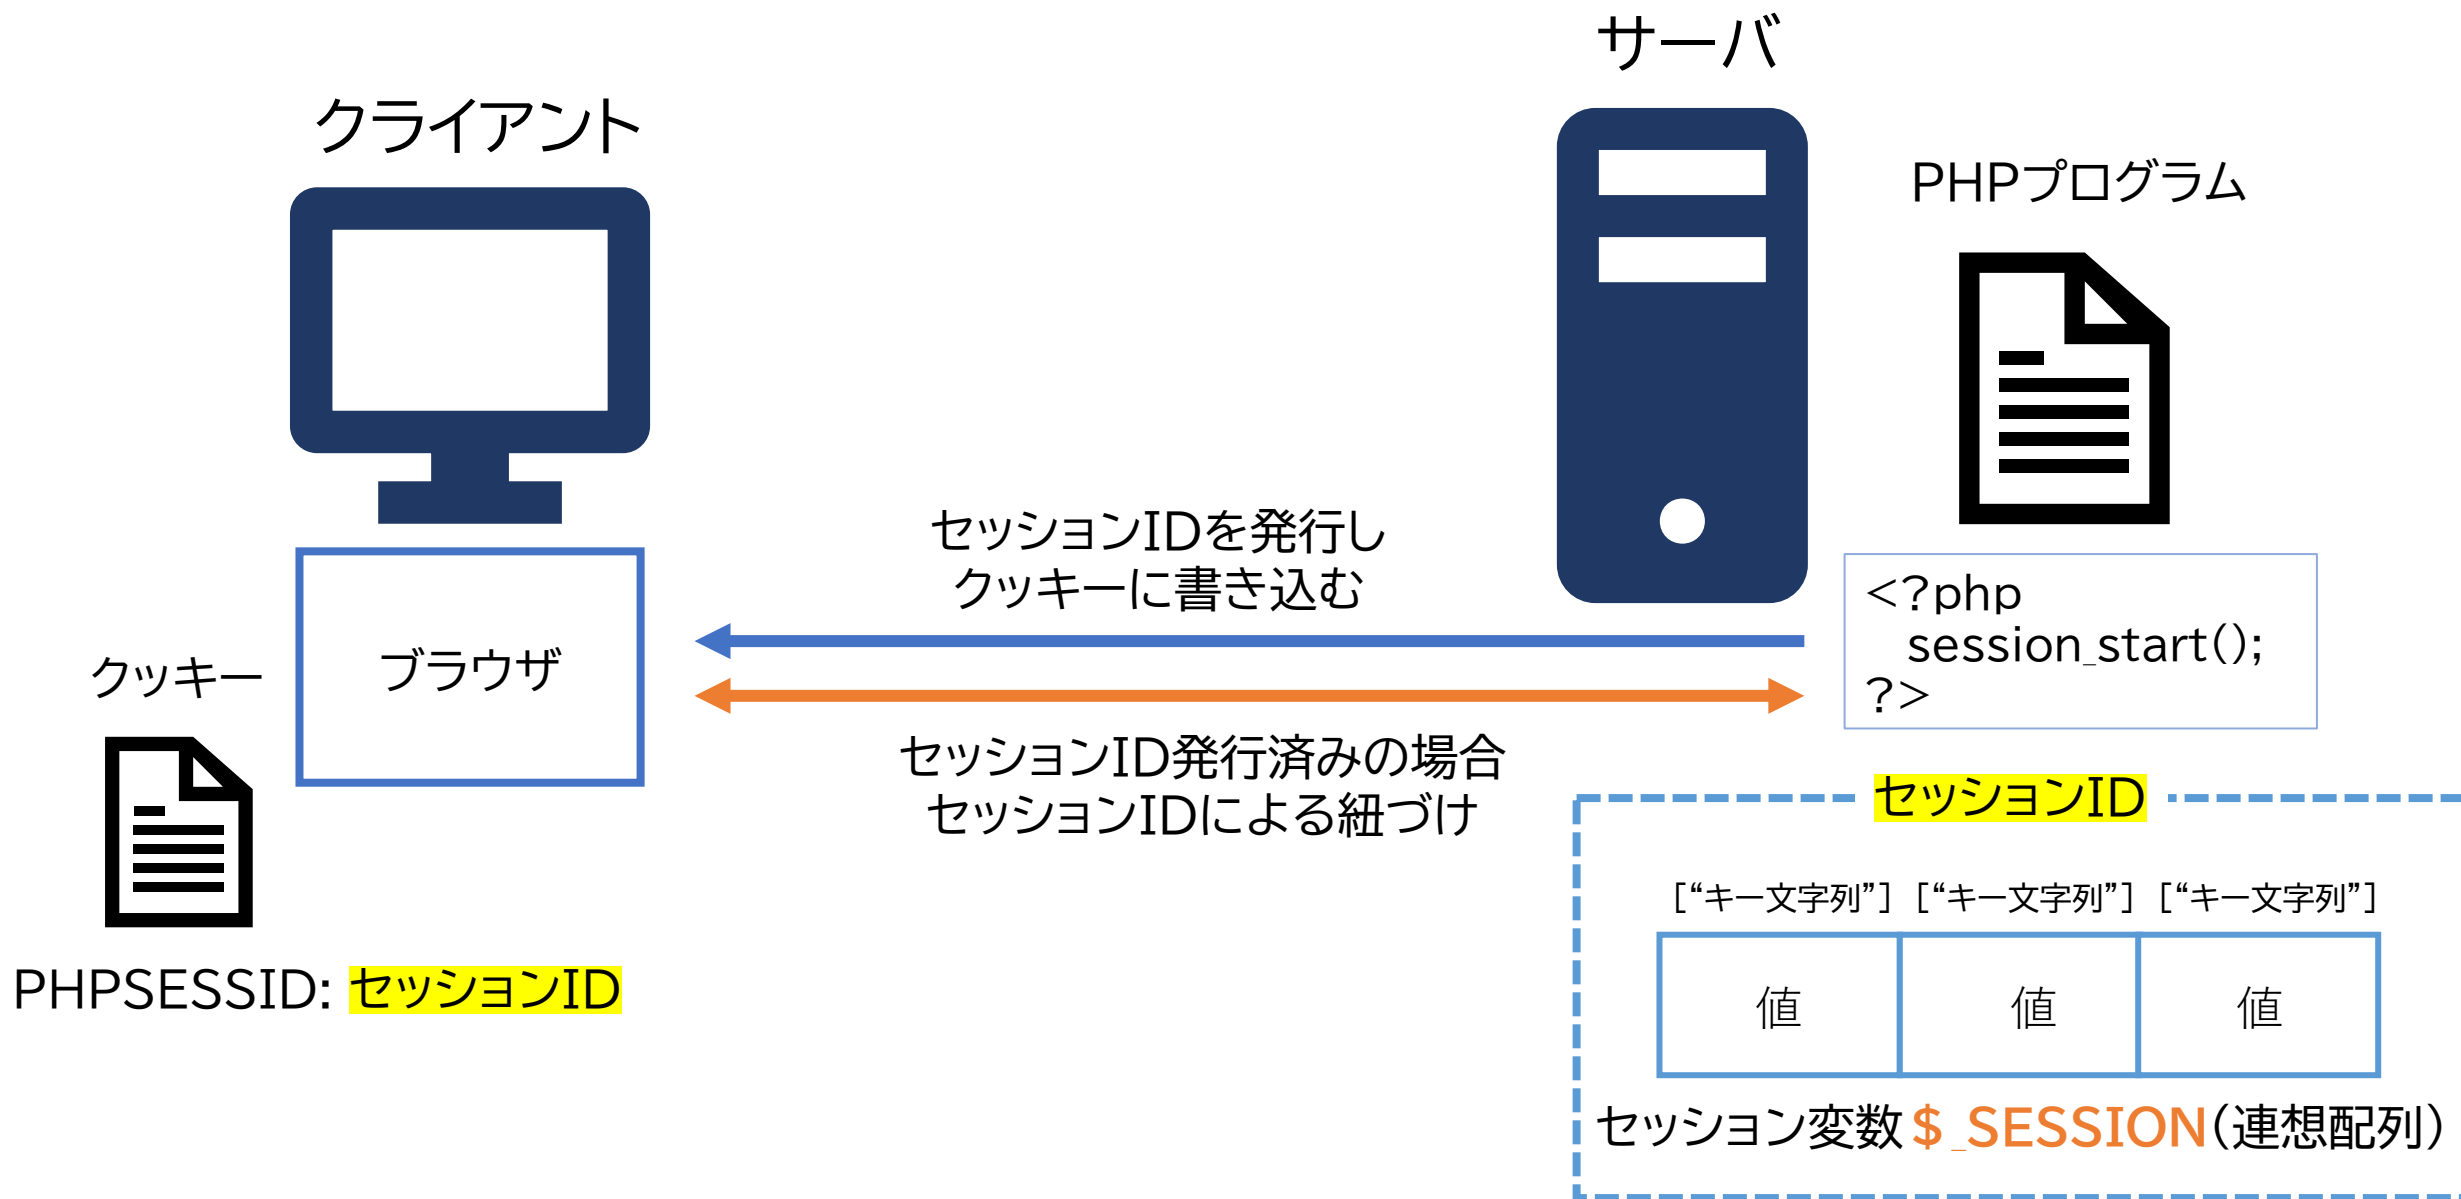 サーバ
クライアント
PHPプログラム
セッションIDを発行し
クッキーに書き込む
<?php
session_start();
?>
ブラウザ
クッキー
セッションID発行済みの場合
セッションIDによる紐づけ
セッションID
[“キー文字列”] [“キー文字列”] [“キー文字列”]
値 値 値
PHPSESSID: セッションID
セッション変数$_SESSION(連想配列)